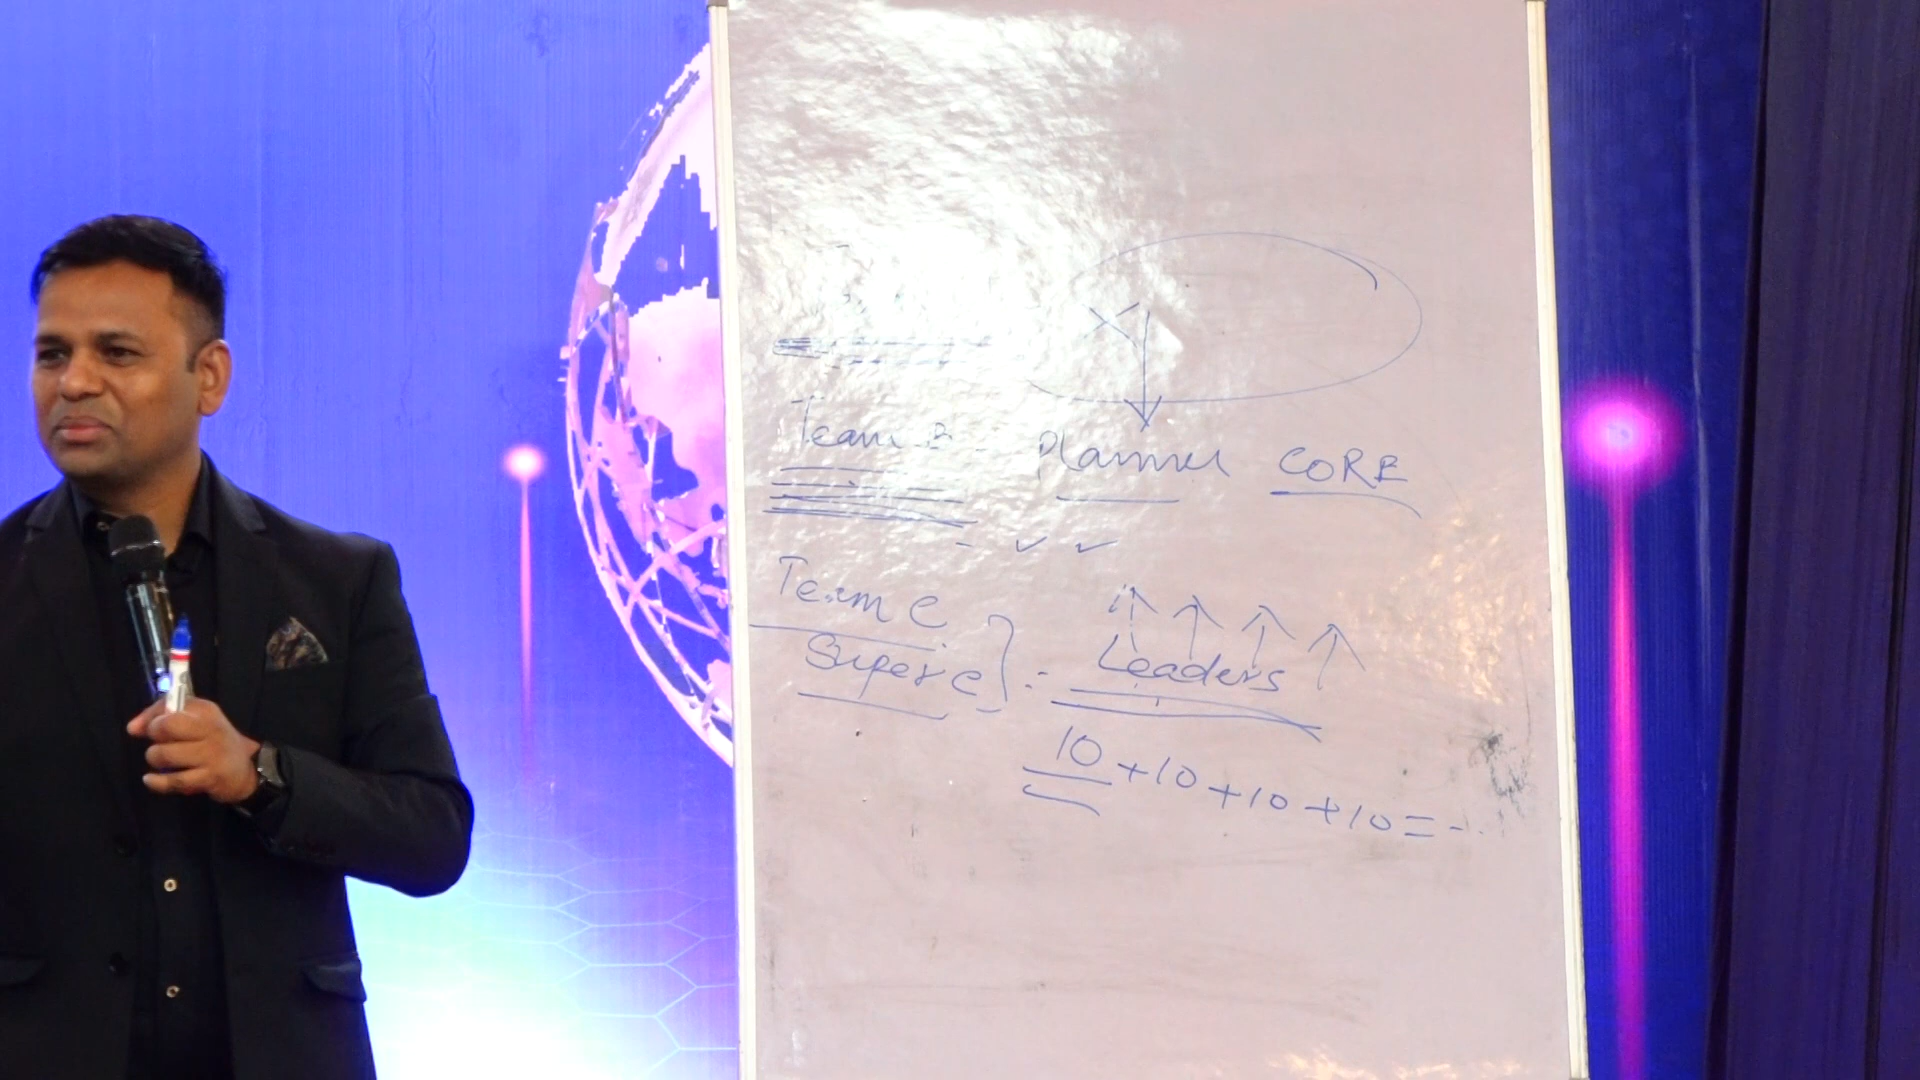 Team B - Planner CORE
Team C
Super C } :- Leaders
10 + 10 + 10 + 10 = - . .